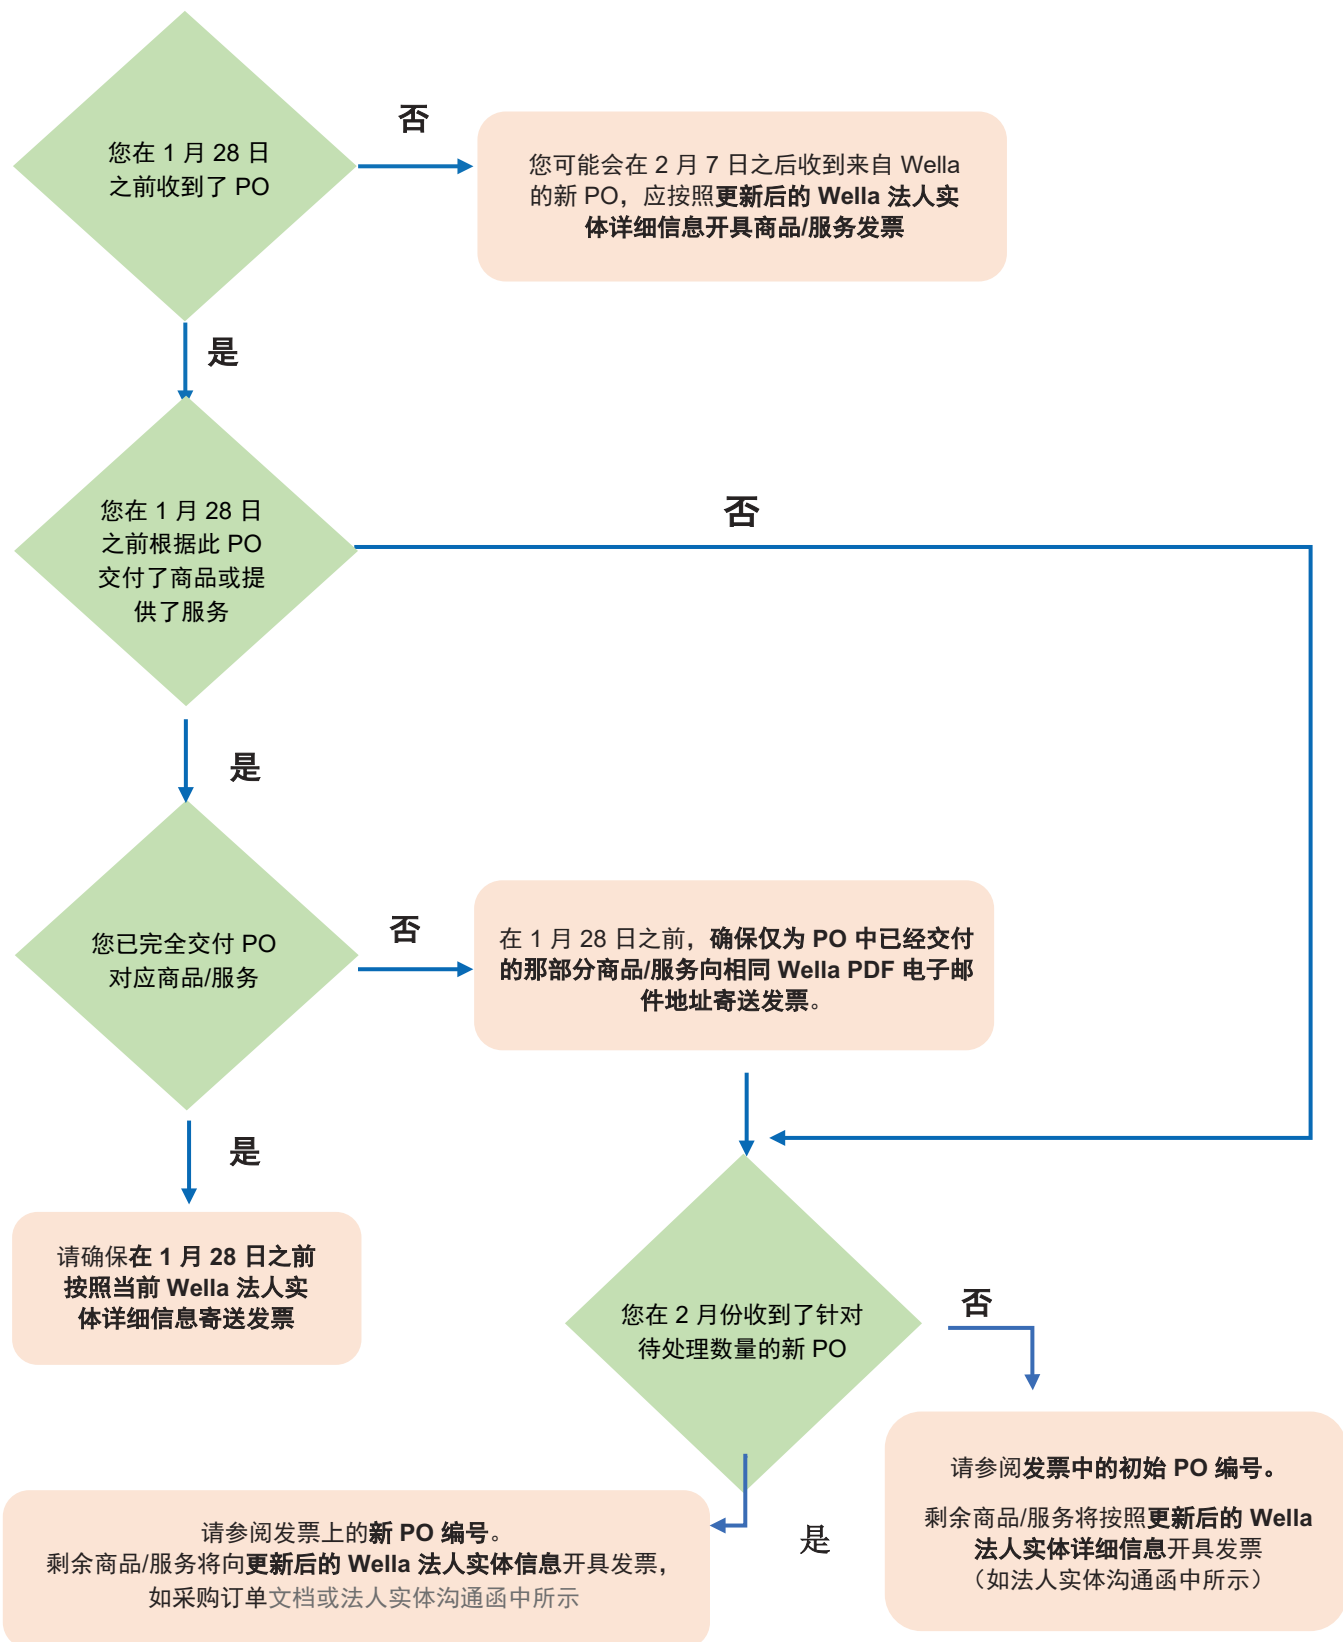 您在 1 月 28 日
之前收到了 PO
否
您可能会在 2 月 7 日之后收到来自 Wella
的新 PO，应按照更新后的 Wella 法人实
体详细信息开具商品/服务发票
是
您在 1 月 28 日
之前根据此 PO
交付了商品或提
供了服务
否
是
您已完全交付 PO
对应商品/服务
否
在 1 月 28 日之前，确保仅为 PO 中已经交付
的那部分商品/服务向相同 Wella PDF 电子邮
件地址寄送发票。
是
请确保在 1 月 28 日之前
按照当前 Wella 法人实
体详细信息寄送发票
您在 2 月份收到了针对
待处理数量的新 PO
否
请参阅发票中的初始 PO 编号。
剩余商品/服务将按照更新后的 Wella
法人实体详细信息开具发票
（如法人实体沟通函中所示）
是
请参阅发票上的新 PO 编号。
剩余商品/服务将向更新后的 Wella 法人实体信息开具发票，
如采购订单文档或法人实体沟通函中所示